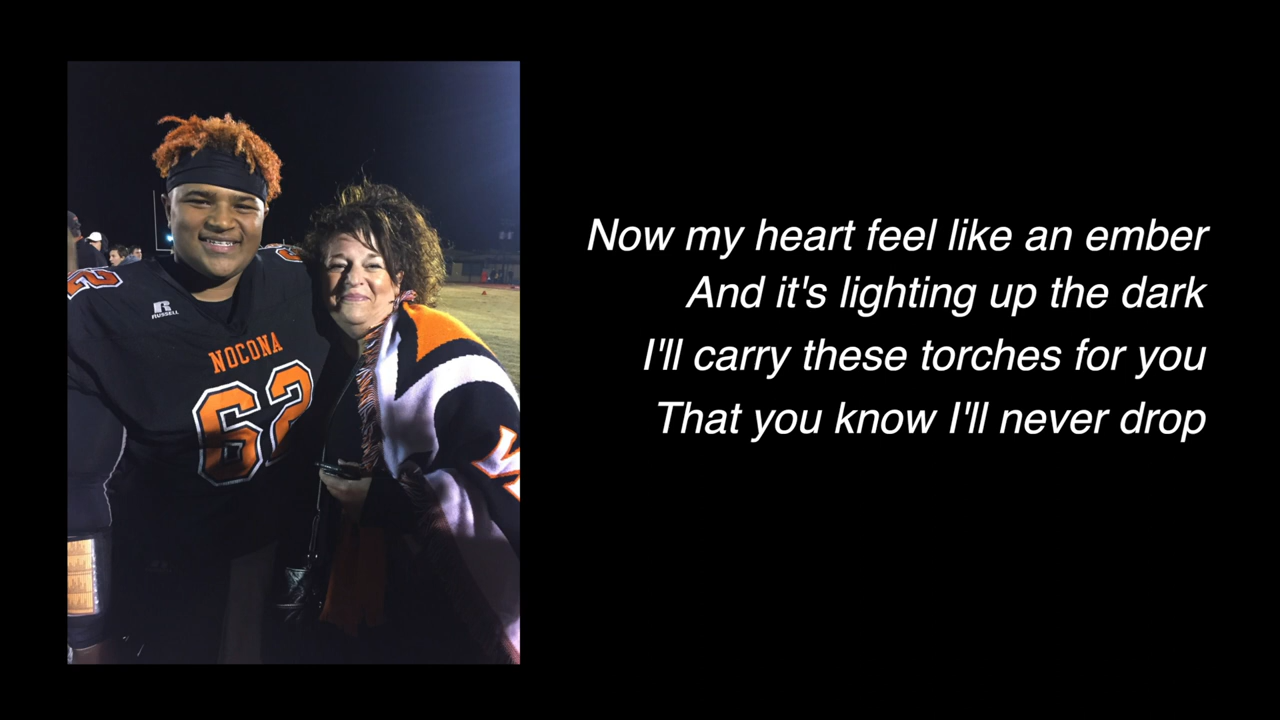 R
RUSSELL
NOCONA
62
Now my heart feel like an ember
And it's lighting up the dark
I'll carry these torches for you
That you know I'll never drop